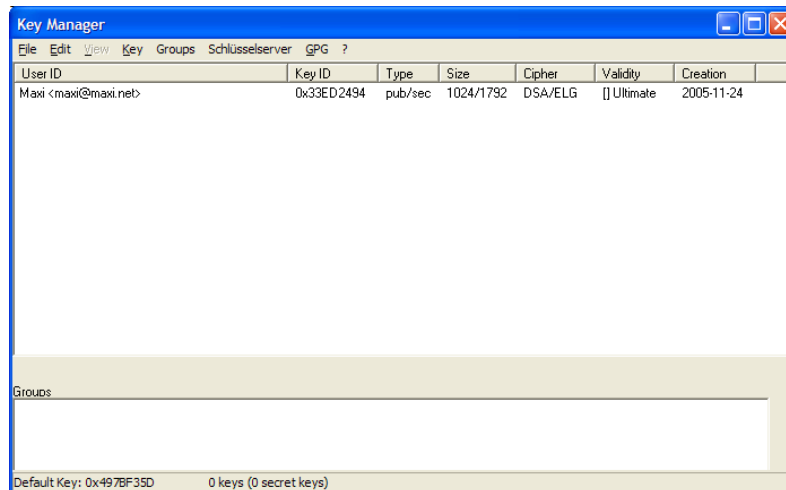 Key Manager
File Edit View Key Groups Schlüsselserver GPG ?
User ID Key ID Type Size Cipher Validity Creation
Maxi <maxi@maxi.net> 0x33ED2494 pub/sec 1024/1792 DSA/ELG [] Ultimate 2005-11-24
Groups
Default Key: 0x497BF35D 0 keys (0 secret keys)